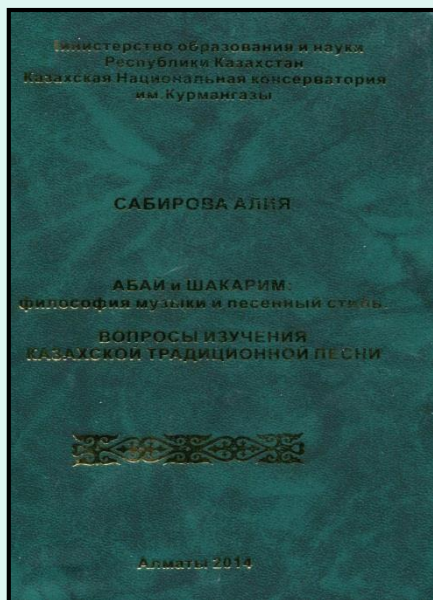 Министерство образования и науки
Республики Казахстан
Казахская Национальная консерватория
им.Курмангазы
САБИРОВА АЛИЯ
АБАЙ и ШАКАРИМ:
философия музыки и песенный стиль
ВОПРОСЫ ИЗУЧЕНИЯ
КАЗАХСКОЙ ТРАДИЦИОННОЙ ПЕСНИ
Алматы 2014